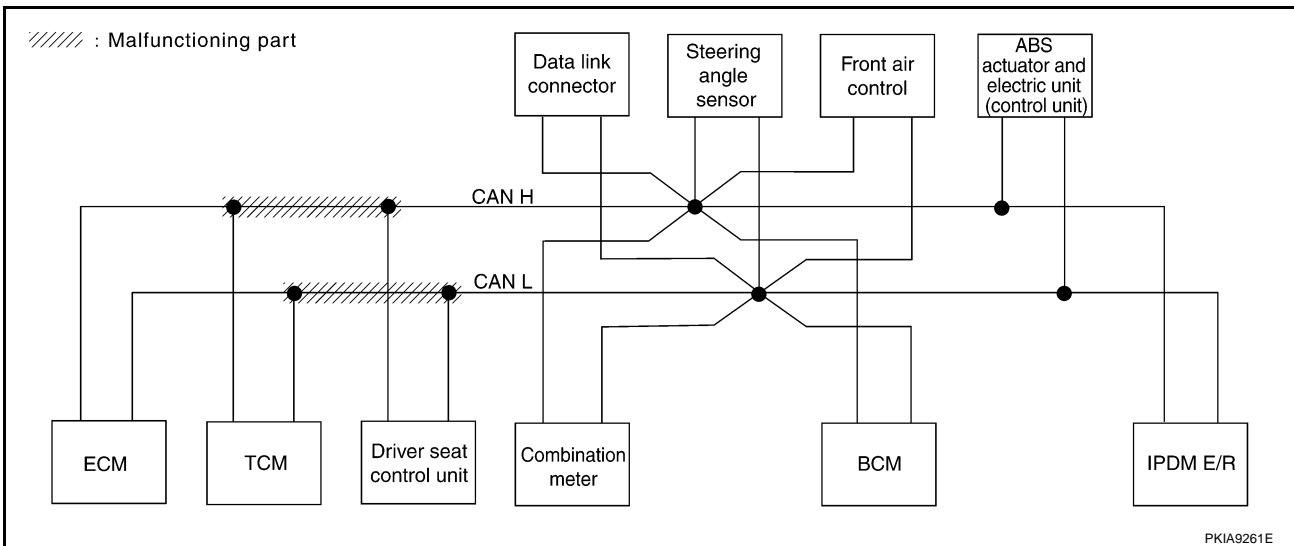 : Malfunctioning part
Data link
connector
Steering
angle
sensor
Front air
control
ABS
actuator and
electric unit
(control unit)
CAN H
CAN L
ECM
TCM
Driver seat
control unit
Combination
meter
BCM
IPDM E/R
PKIA9261E